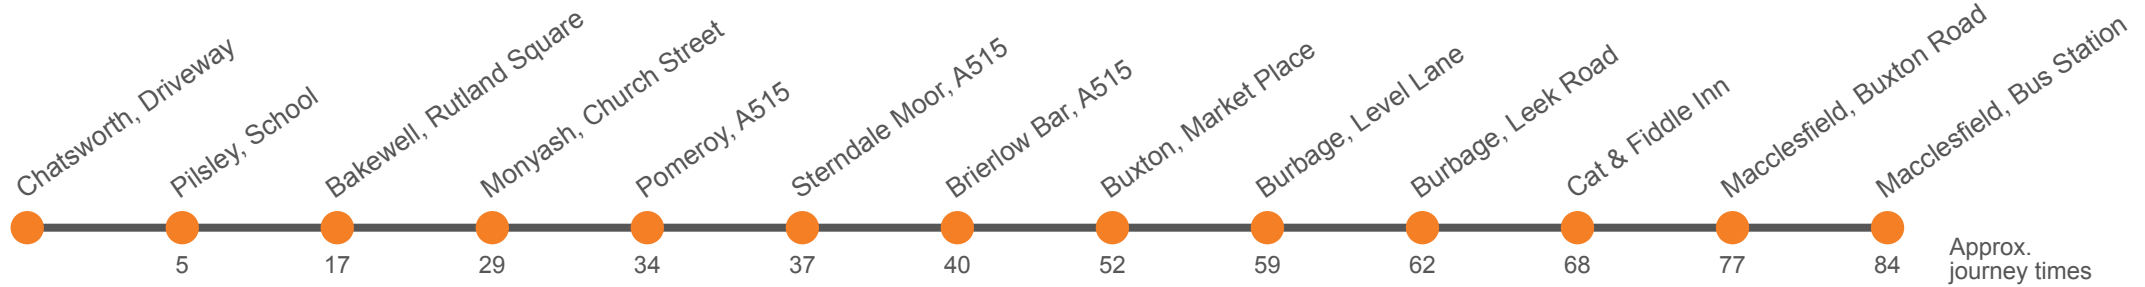 Chatsworth, Driveway
Pilsley, School
Bakewell, Rutland Square
Monyash, Church Street
Pomeroy, A515
Sterndale Moor, A515
Brierlow Bar, A515
Buxton, Market Place
Burbage, Level Lane
Burbage, Leek Road
Cat & Fiddle Inn
Macclesfield, Buxton Road
Macclesfield, Bus Station
5 17 29 34 37 40 52 59 62 68 77 84
Approx.
journey times